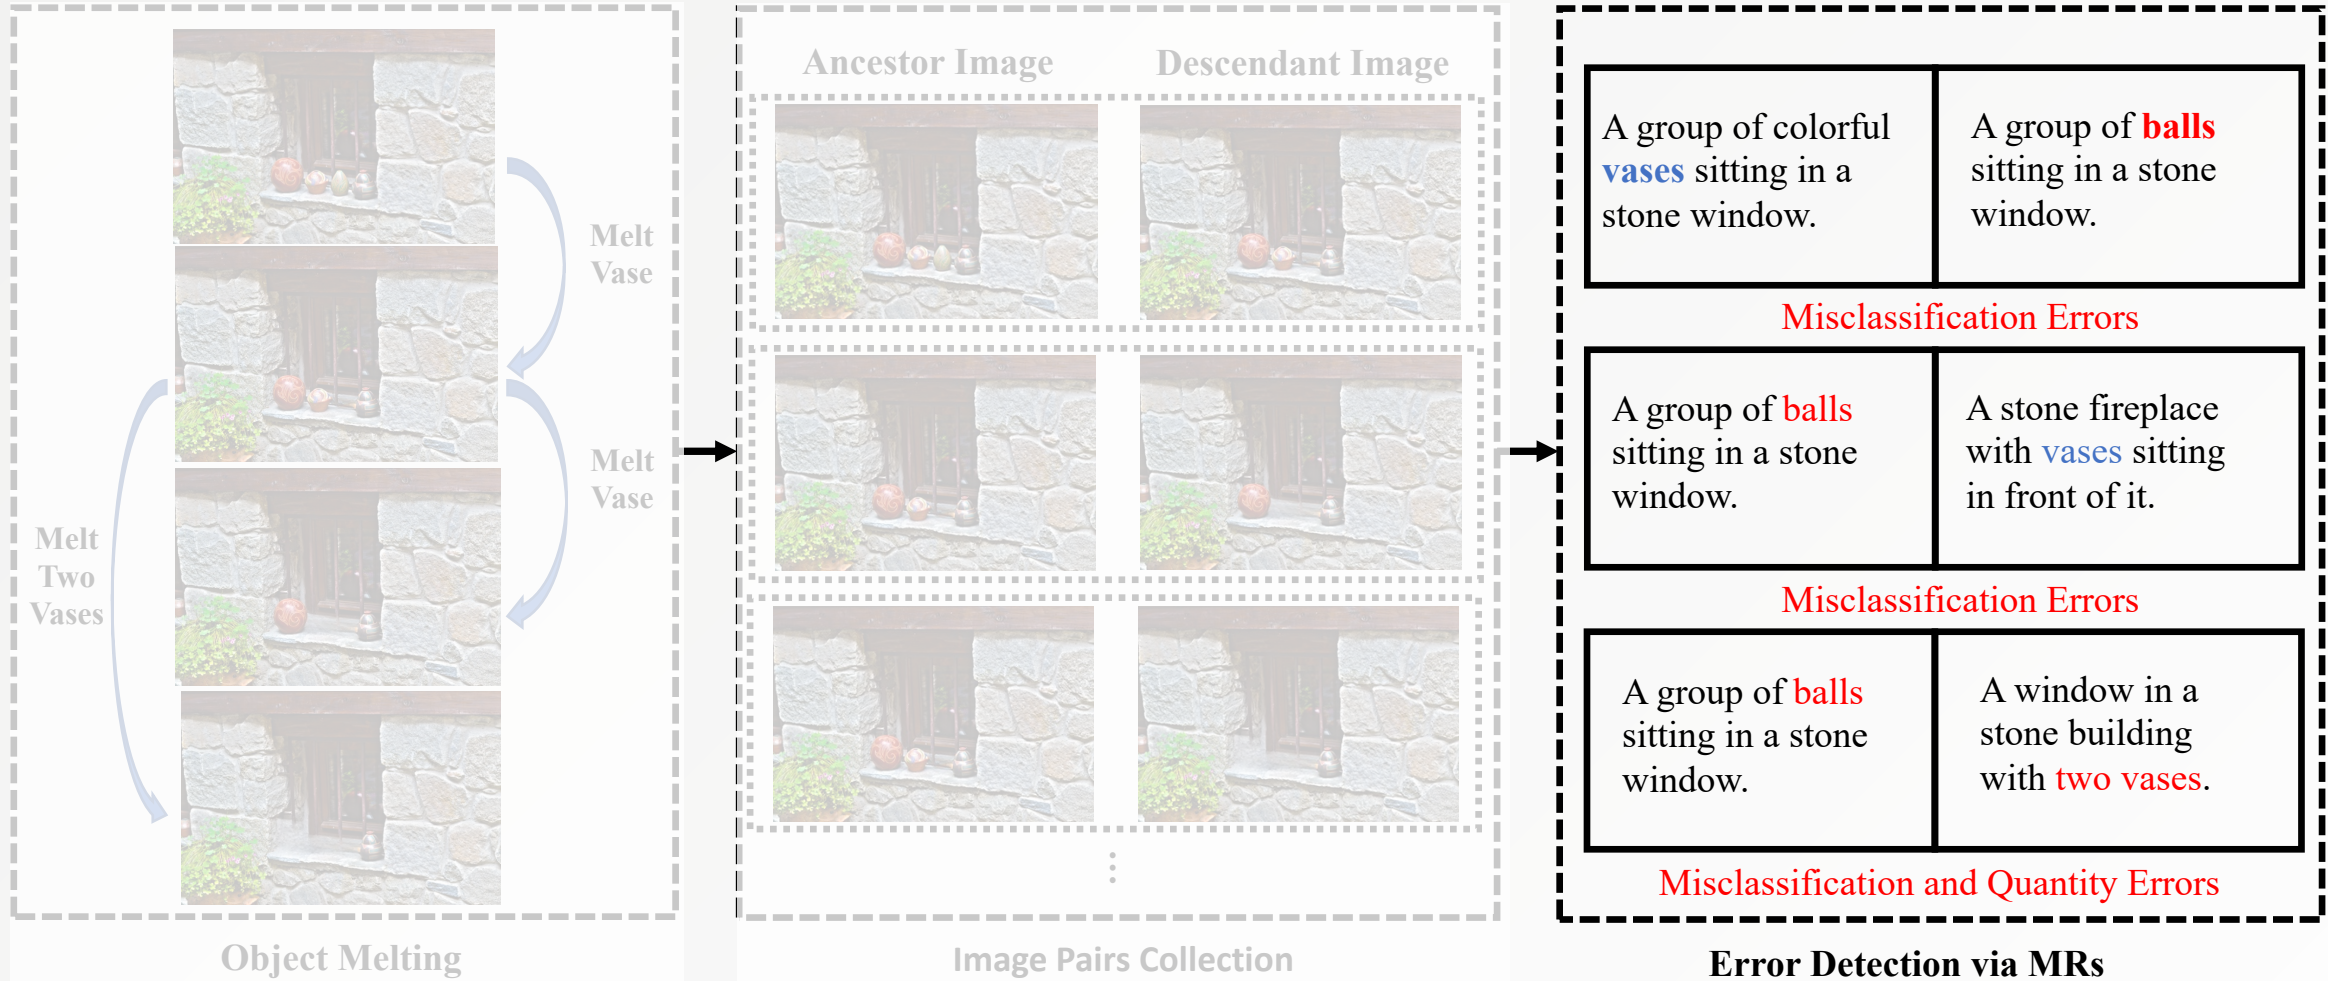 Melt
Vase
Melt
Vase
Melt
Two
Vases
Object Melting
Ancestor Image
Descendant Image
Image Pairs Collection
A group of colorful
vases sitting in a
stone window.
A group of balls
sitting in a stone
window.
Misclassification Errors
A group of balls
sitting in a stone
window.
A stone fireplace
with vases sitting
in front of it.
Misclassification Errors
A group of balls
sitting in a stone
window.
A window in a
stone building
with two vases.
Misclassification and Quantity Errors
Error Detection via MRs